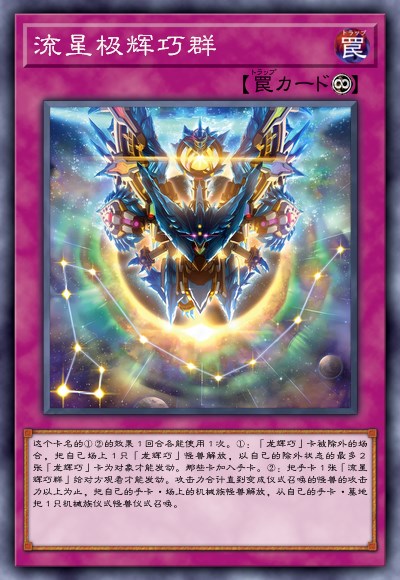 流星极辉巧群
トラップ
罠
トラップ
【罠カード】
这个卡名的①②的效果1回合各能使用1次。①:「龙辉巧」卡被除外的场
合,把自己场上1只「龙辉巧」怪兽解放,以自己的除外状态的最多2
张「龙辉巧」卡为对象才能发动。那些卡加入手卡。②:把手卡1张「流星
辉巧群」给对方观看才能发动。攻击力合计直到变成仪式召唤的怪兽的攻击
力以上为止,把自己的手卡・场上的机械族怪兽解放,从自己的手卡・墓地
把1只机械族仪式怪兽仪式召唤。